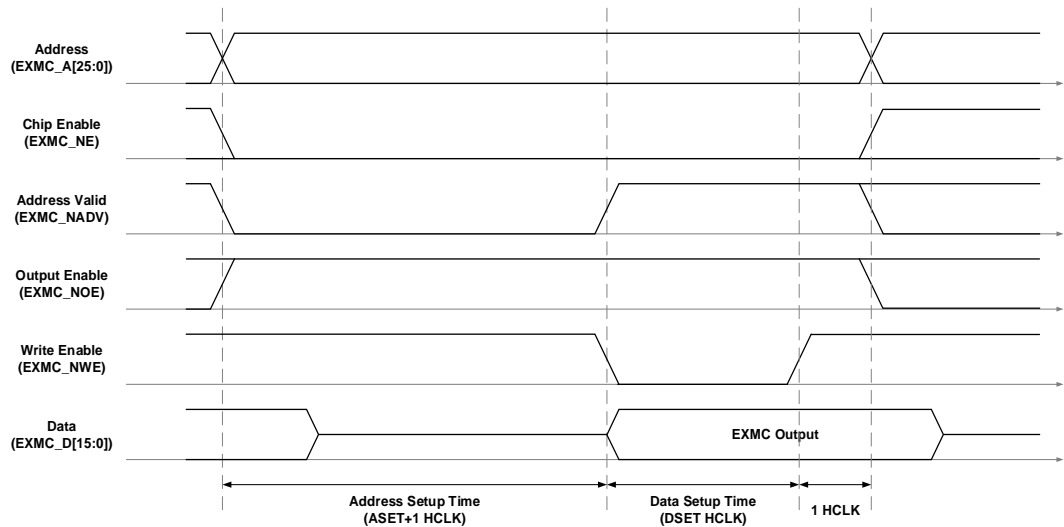 Address
(EXMC_A[25:0])
Chip Enable
(EXMC_NE)
Address Valid
(EXMC_NADV)
Output Enable
(EXMC_NOE)
Write Enable
(EXMC_NWE)
Data
(EXMC_D[15:0])
EXMC Output
Address Setup Time
(ASET+1 HCLK)
Data Setup Time
(DSET HCLK)
1 HCLK